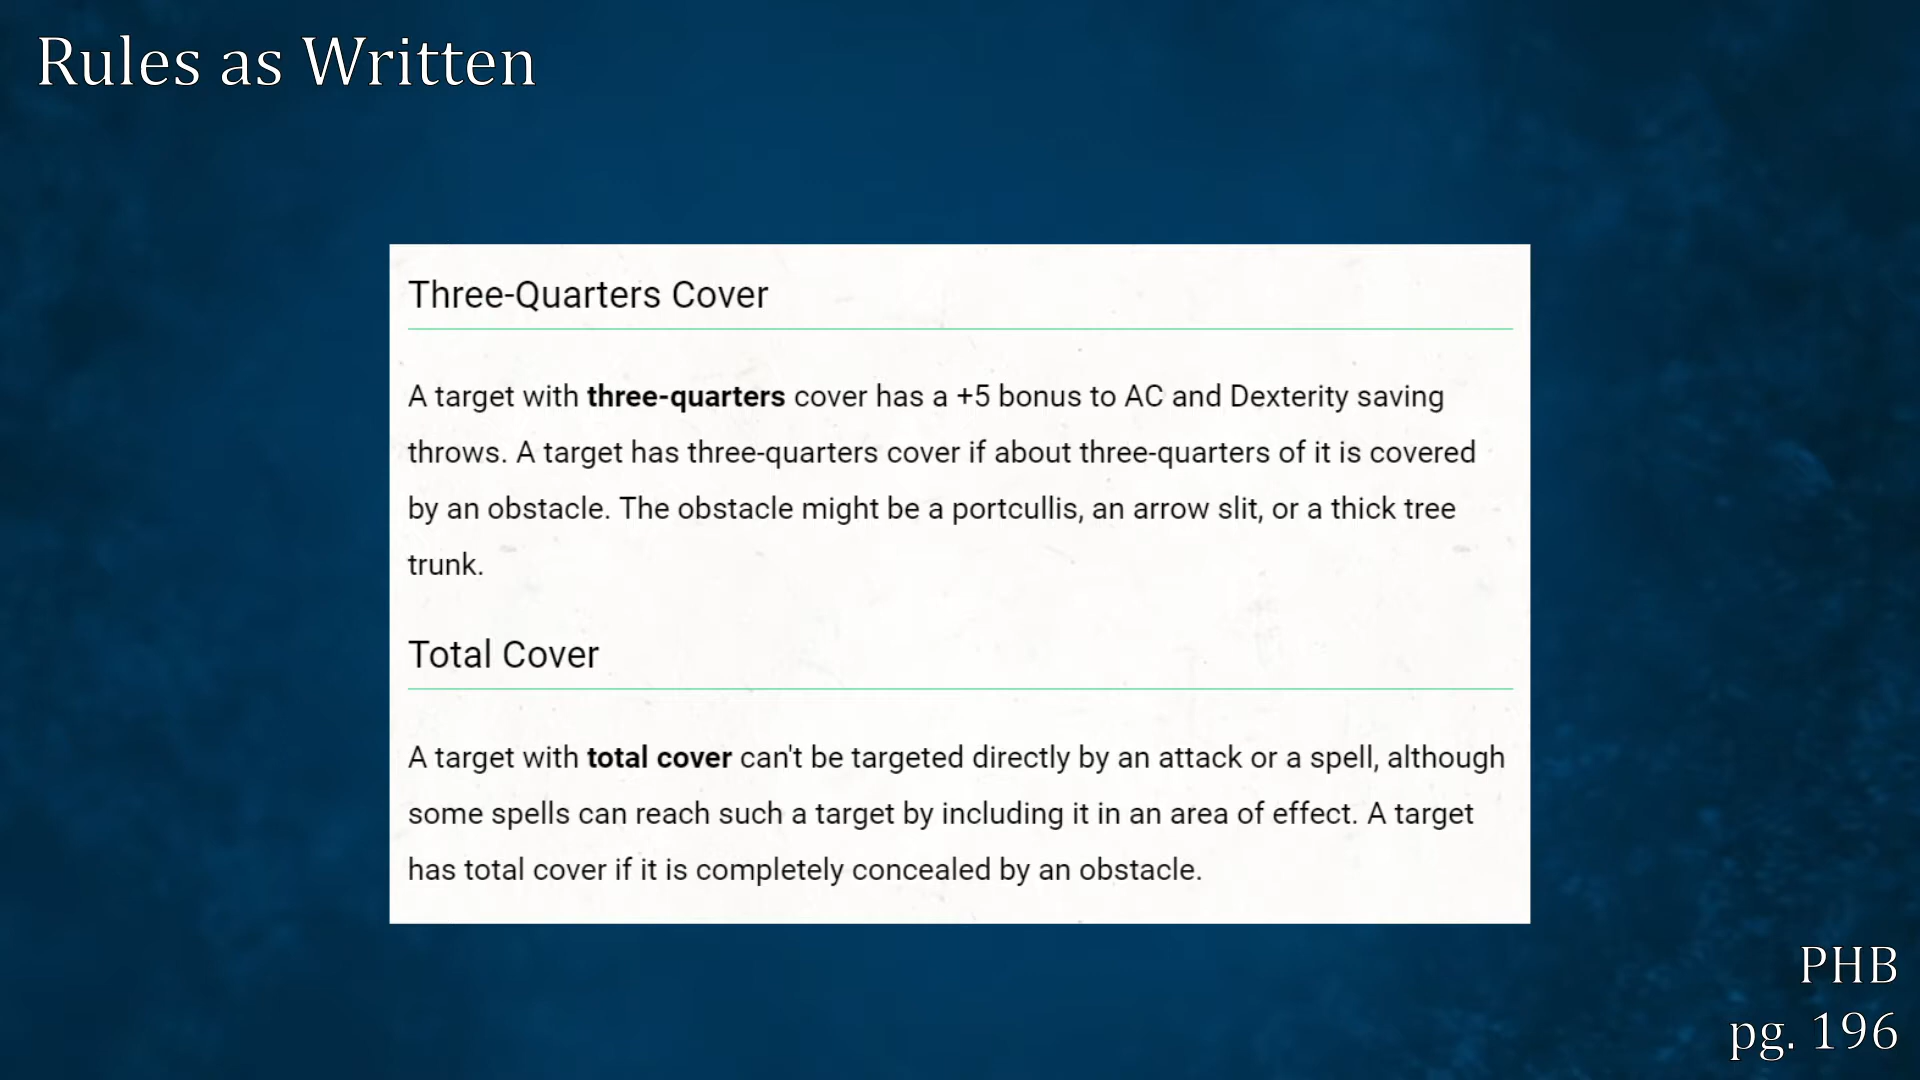 Rules as Written
Three-Quarters Cover
A target with three-quarters cover has a +5 bonus to AC and Dexterity saving
throws. A target has three-quarters cover if about three-quarters of it is covered
by an obstacle. The obstacle might be a portcullis, an arrow slit, or a thick tree
trunk.
Total Cover
A target with total cover can't be targeted directly by an attack or a spell, although
some spells can reach such a target by including it in an area of effect. A target
has total cover if it is completely concealed by an obstacle.
PHB
pg. 196